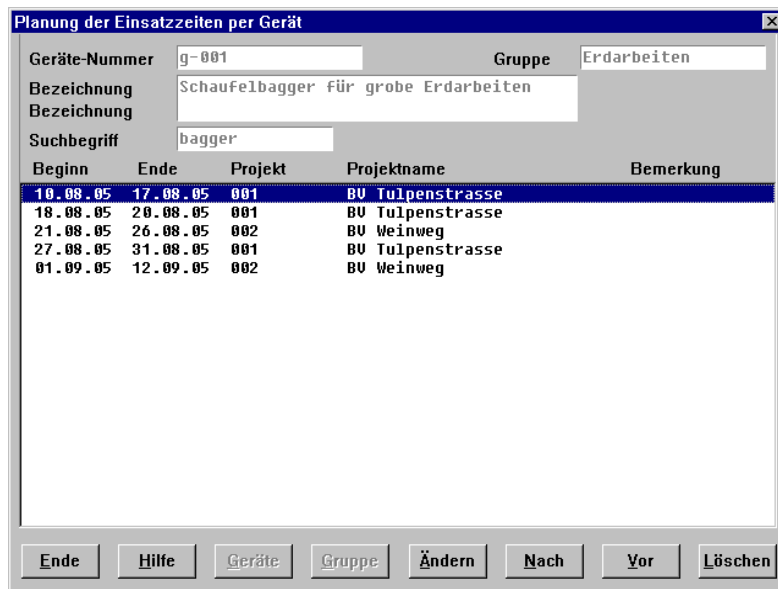 Planung der Einsatzzeiten per Gerät
Geräte-Nummer g-001 Gruppe Erdarbeiten
Bezeichnung Schaufelbagger für grobe Erdarbeiten
Bezeichnung
Suchbegriff bagger
Beginn Ende Projekt Projektname Bemerkung
10.08.05 17.08.05 001 BV Tulpenstrasse
18.08.05 20.08.05 001 BV Tulpenstrasse
21.08.05 26.08.05 002 BV Weinweg
27.08.05 31.08.05 001 BV Tulpenstrasse
01.09.05 12.09.05 002 BV Weinweg
Ende Hilfe Geräte Gruppe Ändern Nach Vor Löschen